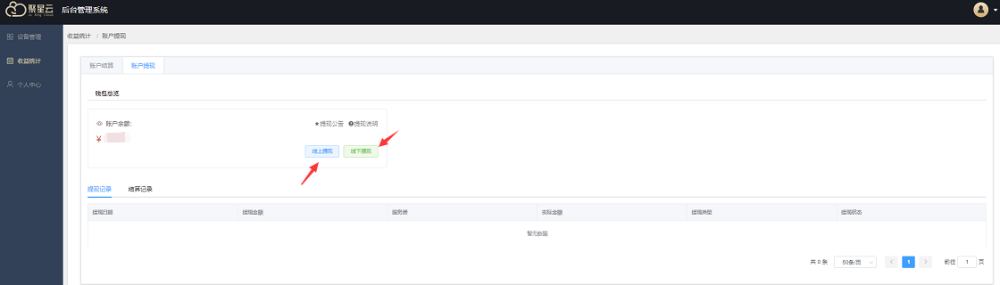 聚星云 后台管理系统
Ju Xing Cloud
设备管理
收益统计
个人中心
收益统计 / 账户提现
账户结算 账户提现
钱包总览
账户余额: 提现公告 提现说明
¥
线上提现 线下提现
提现记录 结算记录
提现日期 提现金额 服务费 实际金额 提现类型 提现状态
暂无数据
共 0 条 50条/页 1 前往 1 页